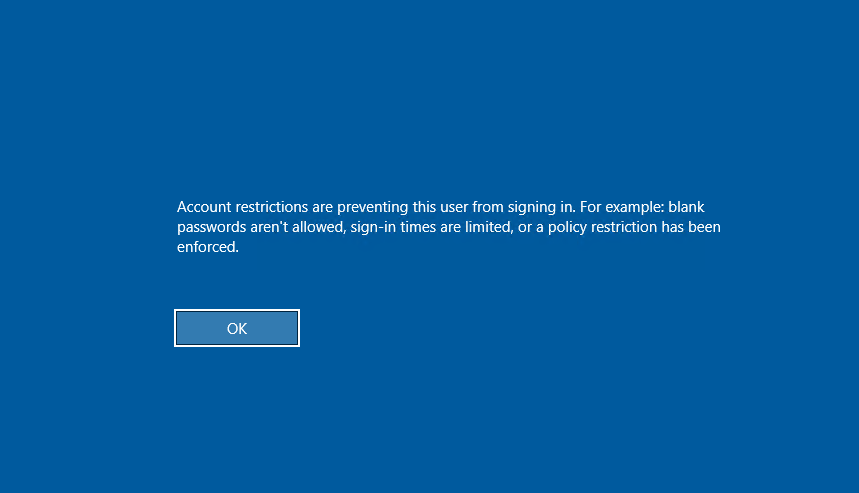 Account restrictions are preventing this user from signing in. For example: blank
passwords aren't allowed, sign-in times are limited, or a policy restriction has been
enforced.
OK